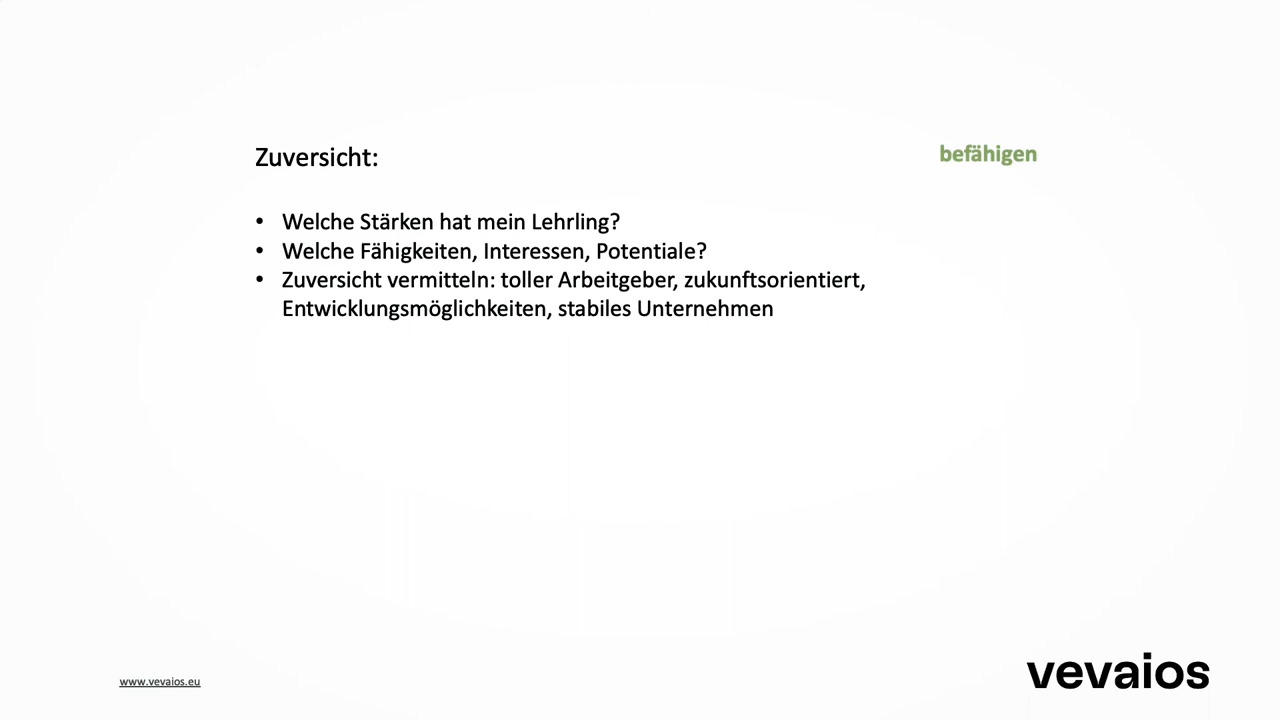 Zuversicht:
befähigen
• Welche Stärken hat mein Lehrling?
• Welche Fähigkeiten, Interessen, Potentiale?
• Zuversicht vermitteln: toller Arbeitgeber, zukunftsorientiert,
Entwicklungsmöglichkeiten, stabiles Unternehmen
www.vevaios.eu
vevaios